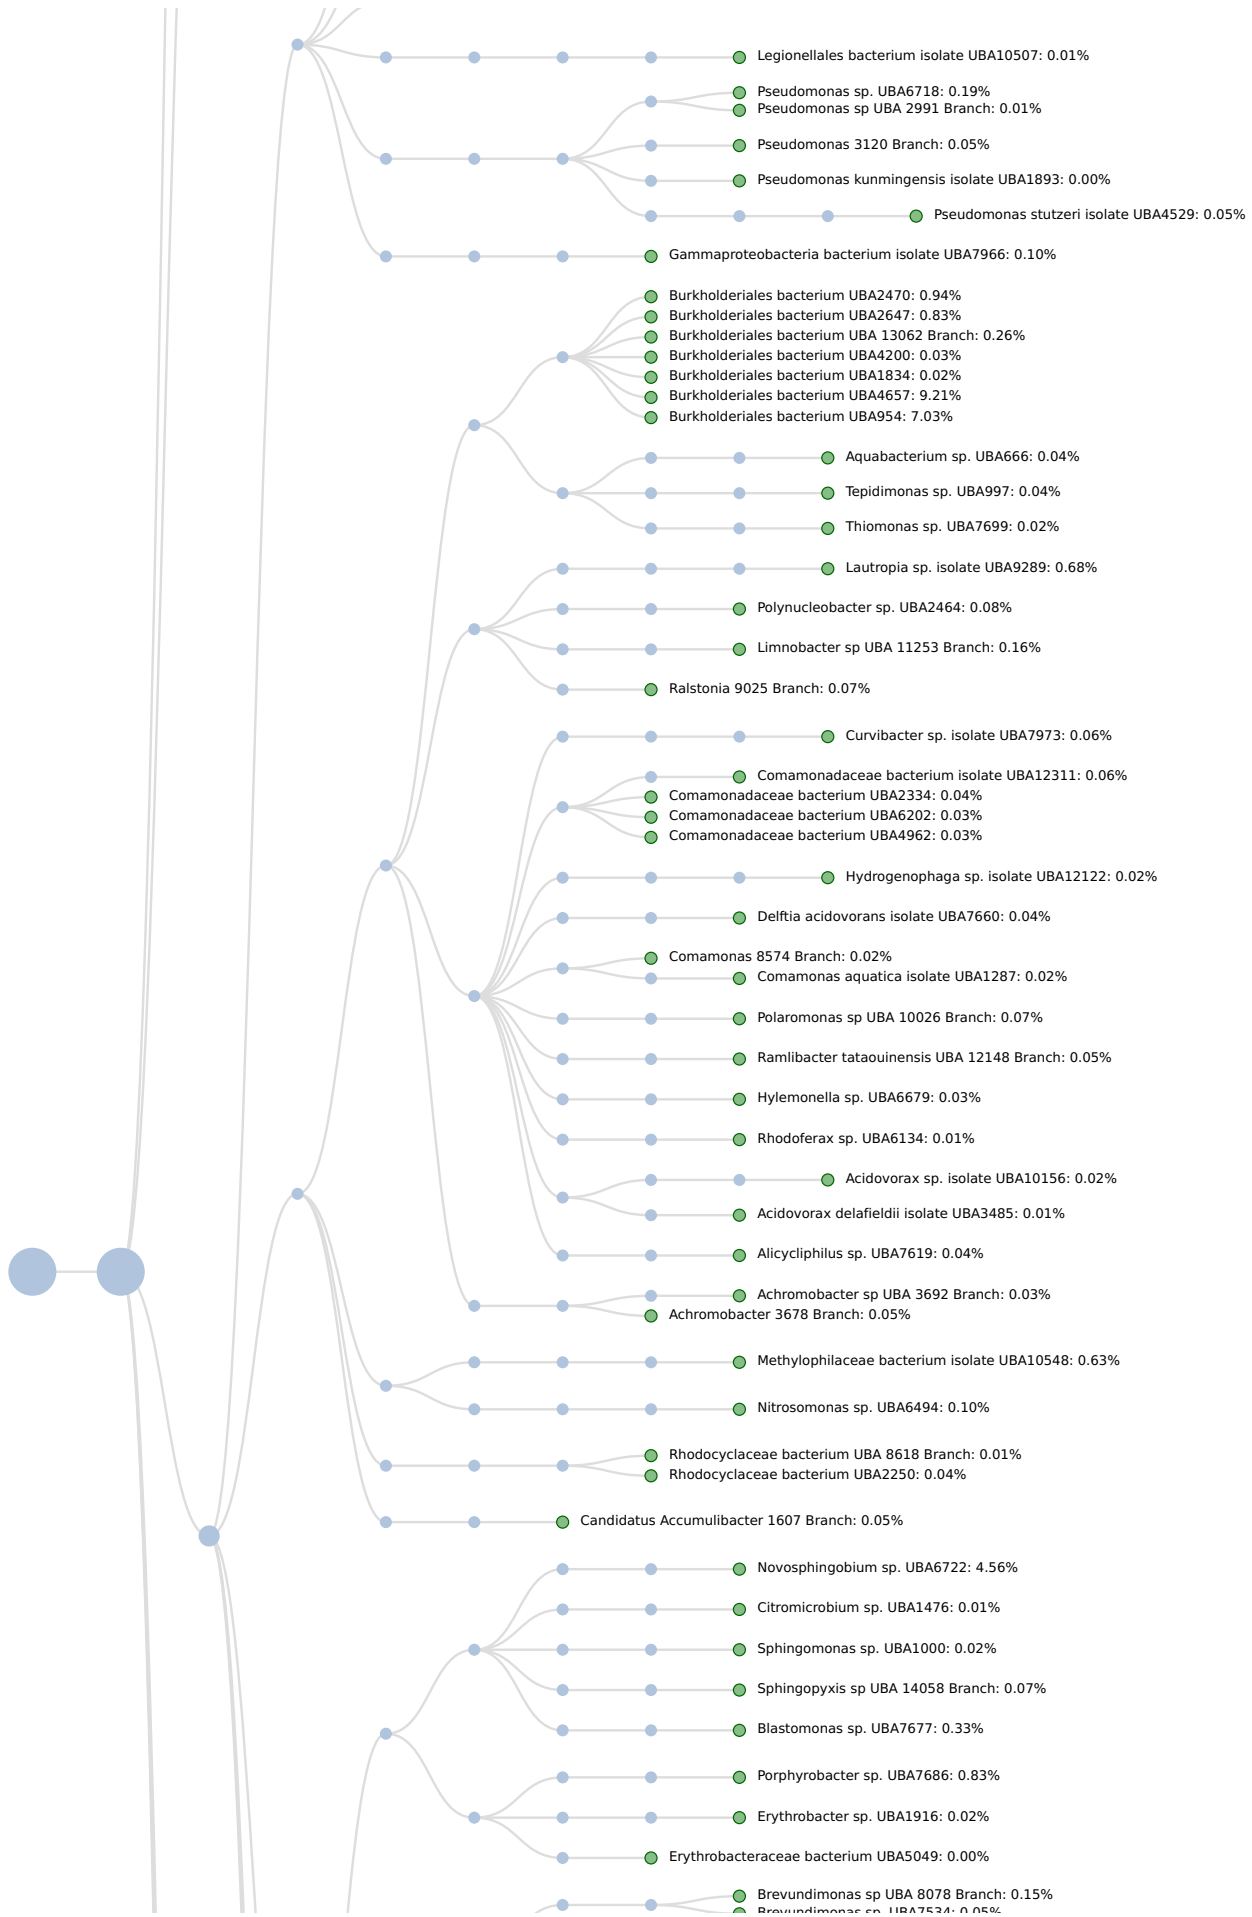 Legionellales bacterium isolate UBA10507: 0.01%
Pseudomonas sp. UBA6718: 0.19%
Pseudomonas sp UBA 2991 Branch: 0.01%
Pseudomonas 3120 Branch: 0.05%
Pseudomonas kunmingensis isolate UBA1893: 0.00%
Pseudomonas stutzeri isolate UBA4529: 0.05%
Gammaproteobacteria bacterium isolate UBA7966: 0.10%
Burkholderiales bacterium UBA2470: 0.94%
Burkholderiales bacterium UBA2647: 0.83%
Burkholderiales bacterium UBA 13062 Branch: 0.26%
Burkholderiales bacterium UBA4200: 0.03%
Burkholderiales bacterium UBA1834: 0.02%
Burkholderiales bacterium UBA4657: 9.21%
Burkholderiales bacterium UBA954: 7.03%
Aquabacterium sp. UBA666: 0.04%
Tepidimonas sp. UBA997: 0.04%
Thiomonas sp. UBA7699: 0.02%
Lautropia sp. isolate UBA9289: 0.68%
Polynucleobacter sp. UBA2464: 0.08%
Limnobacter sp UBA 11253 Branch: 0.16%
Ralstonia 9025 Branch: 0.07%
Curvibacter sp. isolate UBA7973: 0.06%
Comamonadaceae bacterium isolate UBA12311: 0.06%
Comamonadaceae bacterium UBA2334: 0.04%
Comamonadaceae bacterium UBA6202: 0.03%
Comamonadaceae bacterium UBA4962: 0.03%
Hydrogenophaga sp. isolate UBA12122: 0.02%
Delftia acidovorans isolate UBA7660: 0.04%
Comamonas 8574 Branch: 0.02%
Comamonas aquatica isolate UBA1287: 0.02%
Polaromonas sp UBA 10026 Branch: 0.07%
Ramlibacter tataouinensis UBA 12148 Branch: 0.05%
Hylemonella sp. UBA6679: 0.03%
Rhodoferax sp. UBA6134: 0.01%
Acidovorax sp. isolate UBA10156: 0.02%
Acidovorax delafieldii isolate UBA3485: 0.01%
Alicycliphilus sp. UBA7619: 0.04%
Achromobacter sp UBA 3692 Branch: 0.03%
Achromobacter 3678 Branch: 0.05%
Methylophilaceae bacterium isolate UBA10548: 0.63%
Nitrosomonas sp. UBA6494: 0.10%
Rhodocyclaceae bacterium UBA 8618 Branch: 0.01%
Rhodocyclaceae bacterium UBA2250: 0.04%
Candidatus Accumulibacter 1607 Branch: 0.05%
Novosphingobium sp. UBA6722: 4.56%
Citromicrobium sp. UBA1476: 0.01%
Sphingomonas sp. UBA1000: 0.02%
Sphingopyxis sp UBA 14058 Branch: 0.07%
Blastomonas sp. UBA7677: 0.33%
Porphyrobacter sp. UBA7686: 0.83%
Erythrobacter sp. UBA1916: 0.02%
Erythrobacteraceae bacterium UBA5049: 0.00%
Brevundimonas sp UBA 8078 Branch: 0.15%
Brevundimonas sp. UBA7534: 0.05%